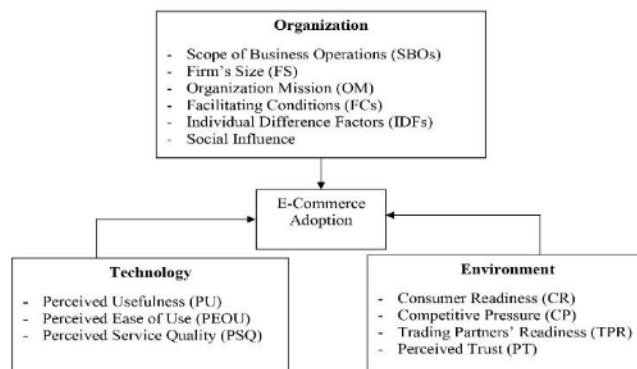 Organization
- Scope of Business Operations (SBOs)
- Firm's Size (FS)
- Organization Mission (OM)
- Facilitating Conditions (FCs)
- Individual Difference Factors (IDFs)
- Social Influence
E-Commerce
Adoption
Technology
- Perceived Usefulness (PU)
- Perceived Ease of Use (PEOU)
- Perceived Service Quality (PSQ)
Environment
- Consumer Readiness (CR)
- Competitive Pressure (CP)
- Trading Partners' Readiness (TPR)
- Perceived Trust (PT)